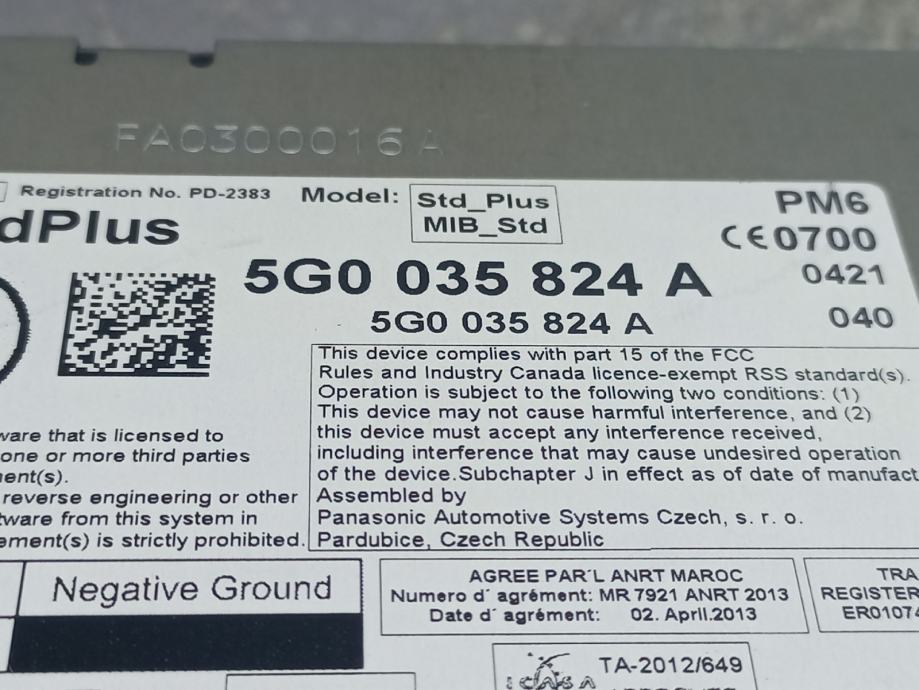 FA0300016A
Registration No. PD-2383
Model:
Std_Plus
MIB_Std
PM6
dPlus
CE0700
5G0 035 824 A
0421
5G0 035 824 A
040
This device complies with part 15 of the FCC
Rules and Industry Canada licence-exempt RSS standard(s).
Operation is subject to the following two conditions: (1)
This device may not cause harmful interference, and (2)
this device must accept any interference received,
including interference that may cause undesired operation
of the device.Subchapter J in effect as of date of manufact
Assembled by
Panasonic Automotive Systems Czech, s. r. o.
Pardubice, Czech Republic
ware that is licensed to
one or more third parties
ent(s).
reverse engineering or other
tware from this system in
ement(s) is strictly prohibited.
Negative Ground
AGREE PAR´L ANRT MAROC
Numero d´ agrément: MR 7921 ANRT 2013
Date d´ agrément: 02. April.2013
TRA
REGISTER
ER0107
TA-2012/649